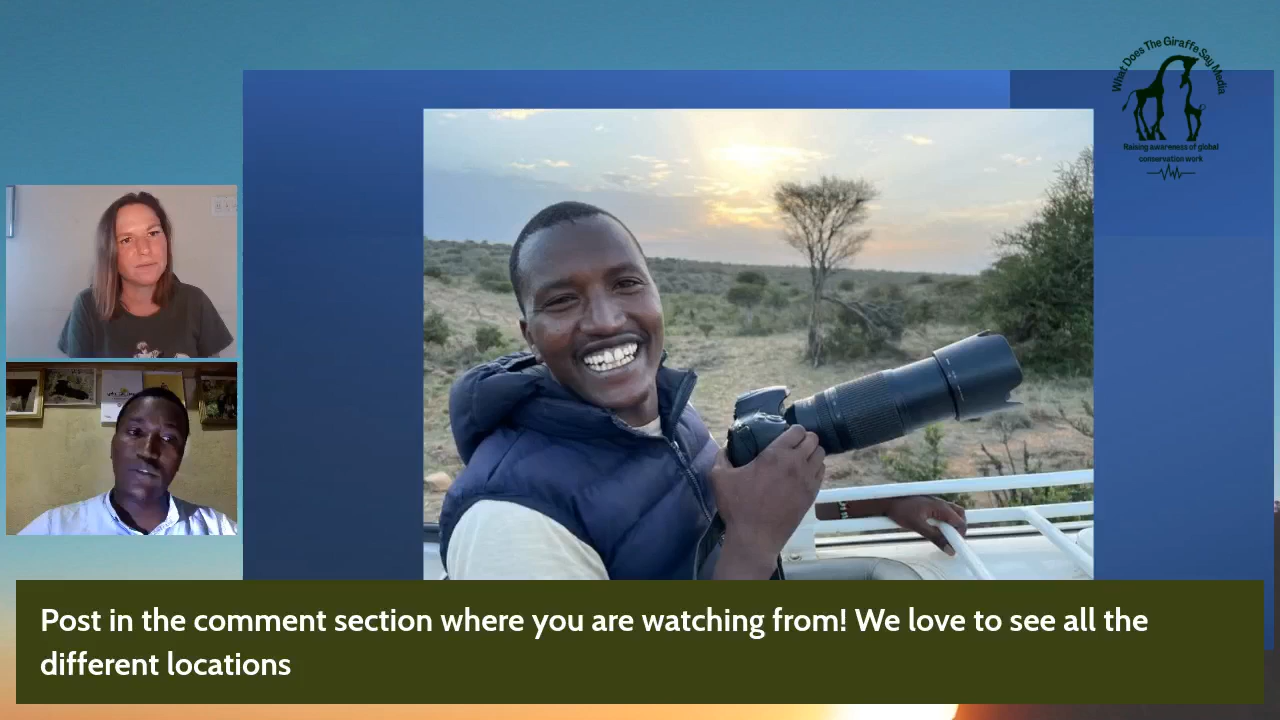 What Does The Giraffe Say Media
Raising awareness of global
conservation work
Post in the comment section where you are watching from! We love to see all the
different locations